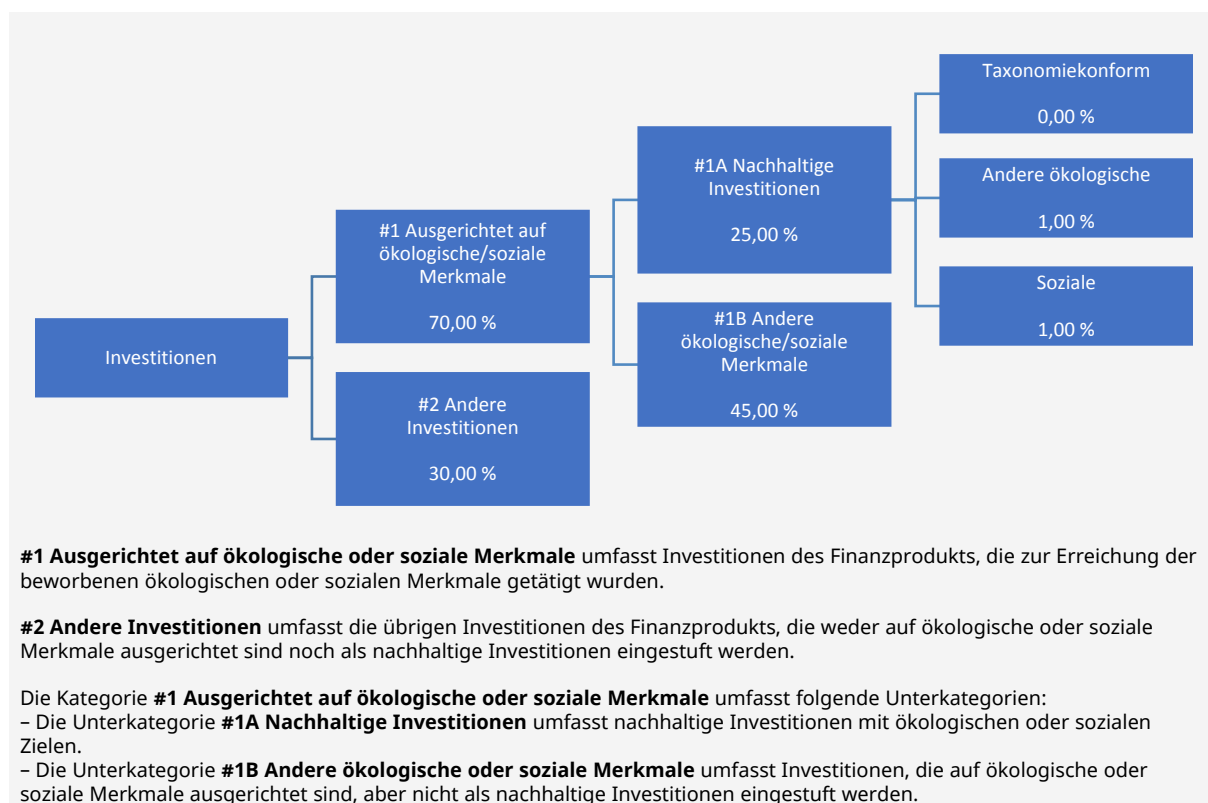 Taxonomiekonform
0,00 %
#1A Nachhaltige
Investitionen
25,00 %
Andere ökologische
1,00 %
#1 Ausgerichtet auf
ökologische/soziale
Merkmale
70,00 %
Soziale
1,00 %
#1B Andere
ökologische/soziale
Merkmale
45,00 %
Investitionen
#2 Andere
Investitionen
30,00 %
#1 Ausgerichtet auf ökologische oder soziale Merkmale umfasst Investitionen des Finanzprodukts, die zur Erreichung der
beworbenen ökologischen oder sozialen Merkmale getätigt wurden.
#2 Andere Investitionen umfasst die übrigen Investitionen des Finanzprodukts, die weder auf ökologische oder soziale
Merkmale ausgerichtet sind noch als nachhaltige Investitionen eingestuft werden.
Die Kategorie #1 Ausgerichtet auf ökologische oder soziale Merkmale umfasst folgende Unterkategorien:
– Die Unterkategorie #1A Nachhaltige Investitionen umfasst nachhaltige Investitionen mit ökologischen oder sozialen
Zielen.
– Die Unterkategorie #1B Andere ökologische oder soziale Merkmale umfasst Investitionen, die auf ökologische oder
soziale Merkmale ausgerichtet sind, aber nicht als nachhaltige Investitionen eingestuft werden.